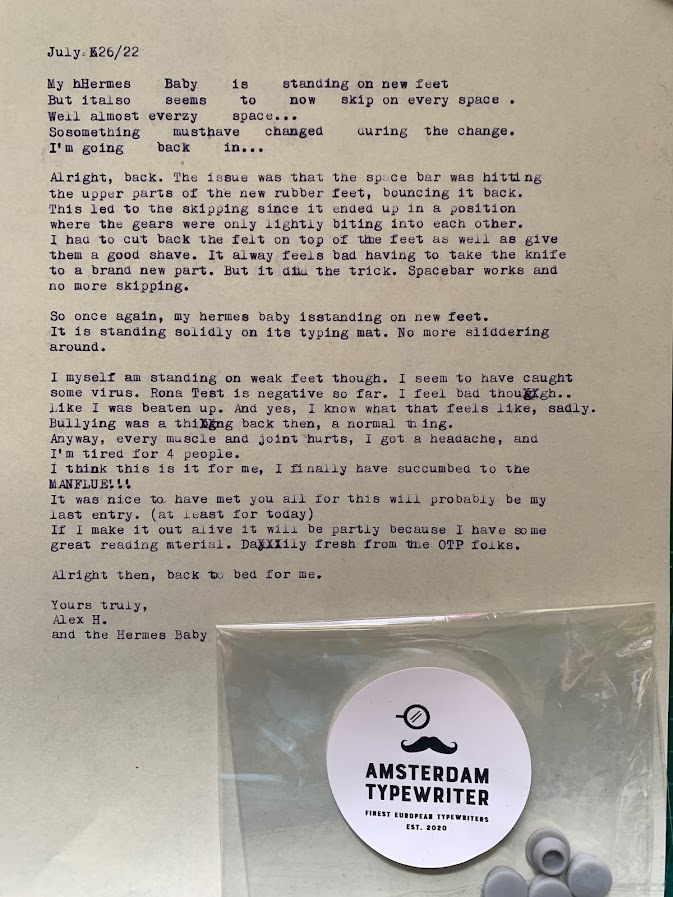 July X26/22
My hHermes Baby is standing on new feet
But italso seems to now skip on every space .
Well almost everzy space...
Sosomething musthave changed during the change.
I'm going back in...
Alright, back. The issue was that the space bar was hitting
the upper parts of the new rubber feet, bouncing it back.
This led to the skipping since it ended up in a position
where the gears were only lightly biting into each other.
I had to cut back the felt on top of the feet as well as give
them a good shave. It alway feels bad having to take the knife
to a brand new part. But it did the trick. Spacebar works and
no more skipping.
So once again, my hermes baby isstanding on new feet.
It is standing solidly on its typing mat. No more sliddering
around.
I myself am standing on weak feet though. I seem to have caught
some virus. Rona Test is negative so far. I feel bad thouXXgh..
Like I was beaten up. And yes, I know what that feels like, sadly.
Bullying was a thiXXng back then, a normal thing.
Anyway, every muscle and joint hurts, I got a headache, and
I'm tired for 4 people.
I think this is it for me, I finally have succumbed to the
MANFLUE!!!
It was nice to have met you all for this will probably be my
last entry. (at least for today)
If I make it out alive it will be partly because I have some
great reading mterial. DaXXXily fresh from the OTP folks.
Alright then, back to bed for me.
Yours truly,
Alex H.
and the Hermes Baby
AMSTERDAM
TYPEWRITER
FINEST EUROPEAN TYPEWRITERS
EST. 2020